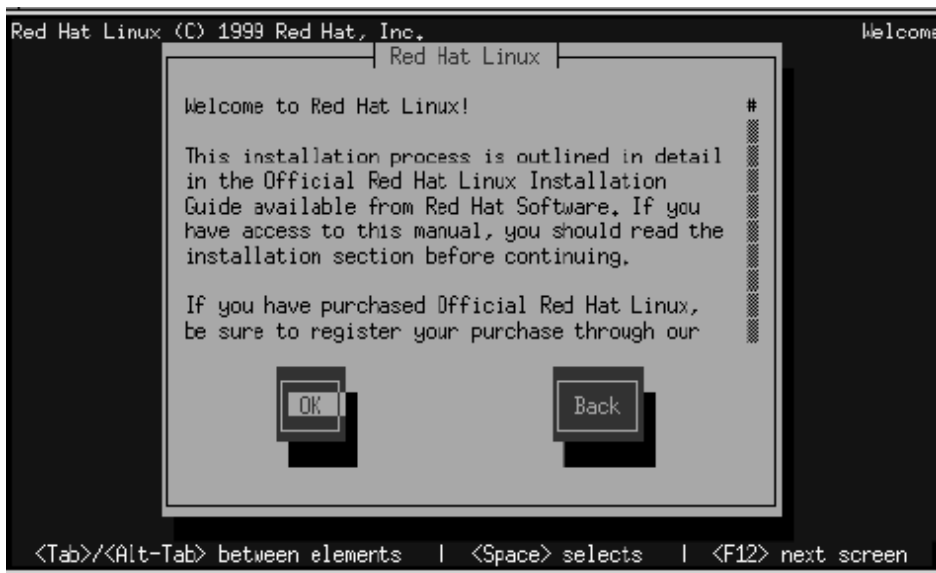 Red Hat Linux (C) 1999 Red Hat, Inc. Welcome
Red Hat Linux
Welcome to Red Hat Linux!
#
This installation process is outlined in detail
in the Official Red Hat Linux Installation
Guide available from Red Hat Software. If you
have access to this manual, you should read the
installation section before continuing.
If you have purchased Official Red Hat Linux,
be sure to register your purchase through our
OK Back
<Tab>/<Alt-Tab> between elements | <Space> selects | <F12> next screen